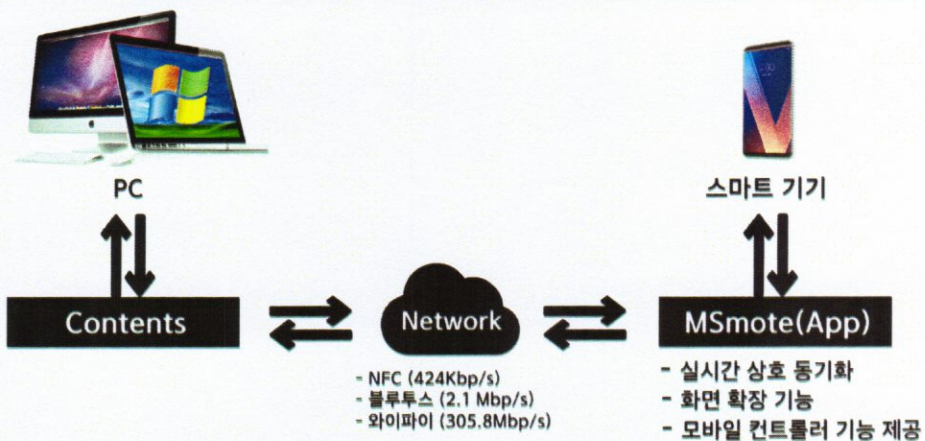 PC
스마트 기기
Contents
Network
MSmote(App)
- NFC (424Kbp/s)
- 블루투스 (2.1 Mbp/s)
- 와이파이 (305.8Mbp/s)
- 실시간 상호 동기화
- 화면 확장 기능
- 모바일 컨트롤러 기능 제공